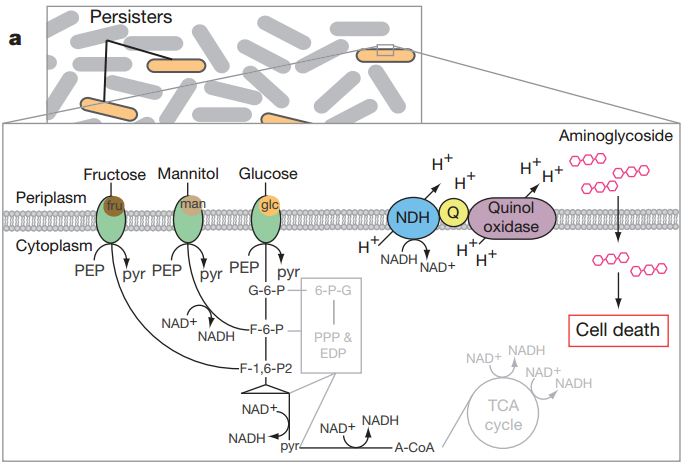 a
Persisters
Aminoglycoside
Fructose Mannitol Glucose
Periplasm
fru man glc
Cytoplasm
H+ H+ H+ H+
NDH Q Quinol
oxidase
H+ H+ H+
NADH NAD+
PEP pyr PEP pyr PEP pyr
G-6-P 6-P-G
NAD+ NADH
F-6-P
PPP &
EDP
F-1,6-P2
Cell death
NAD+
NADH
pyr
NAD+ NADH
A-CoA
NAD+ NADH
NAD+ NADH
TCA
cycle